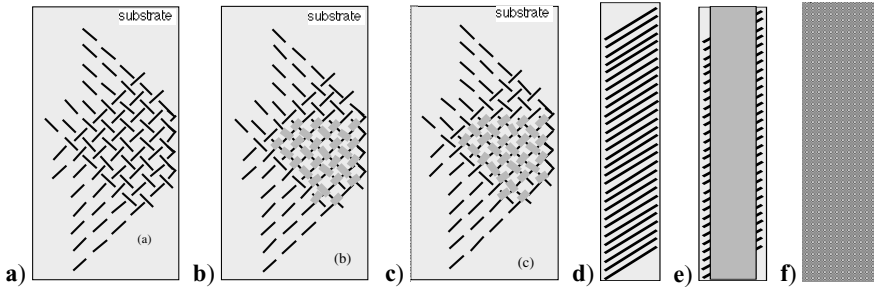 substrate
substrate
substrate
(a)
(b)
(c)
a) b) c) d) e) f)